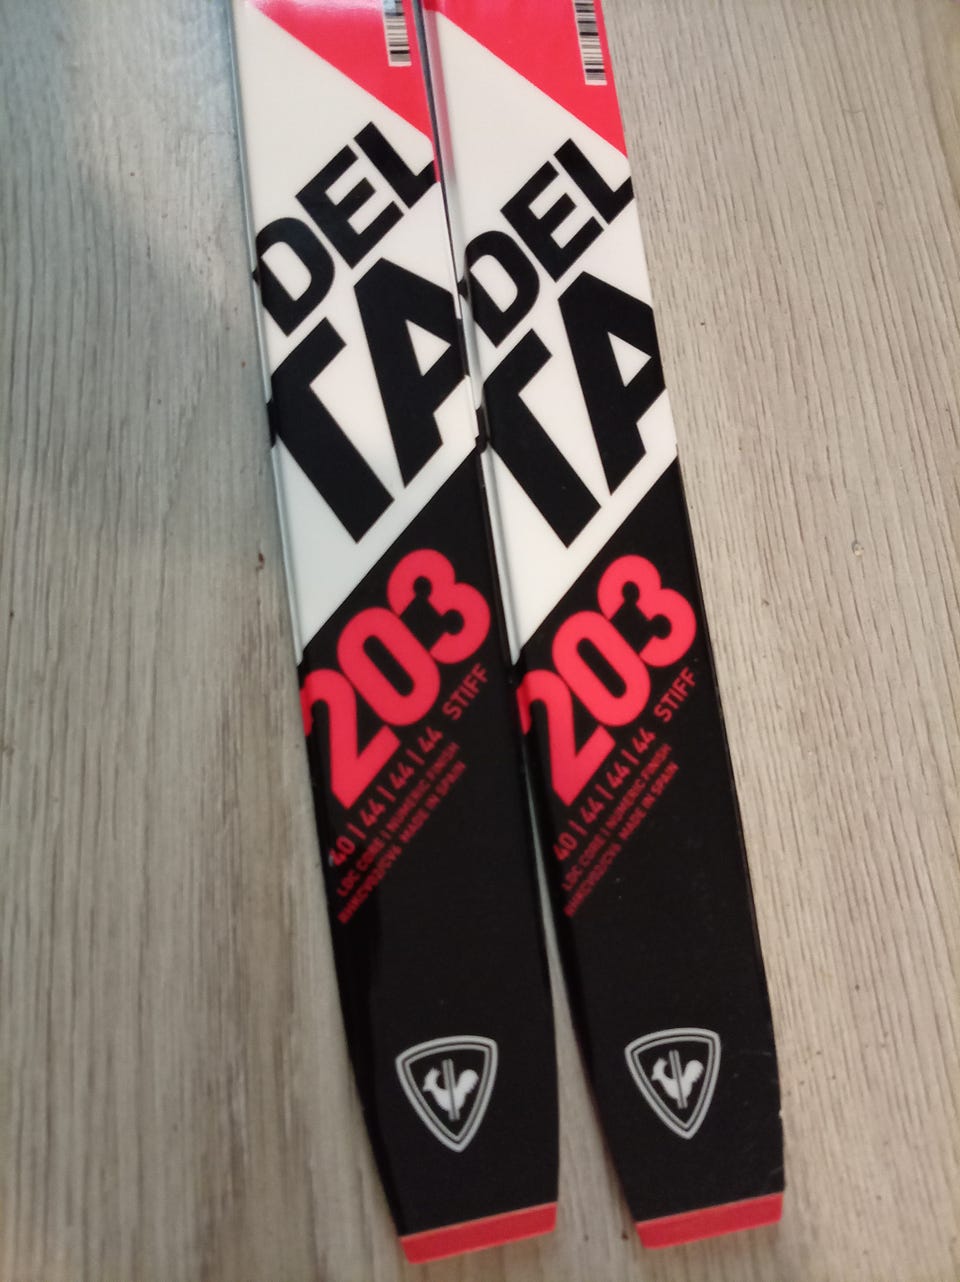 DEL
TA
203
40 | 44 | 44 | 44 STIFF
LDC CORE | NUMERIC FINISH
MADE IN SPAIN
DEL
TA
203
40 | 44 | 44 | 44 STIFF
LDC CORE | NUMERIC FINISH
MADE IN SPAIN